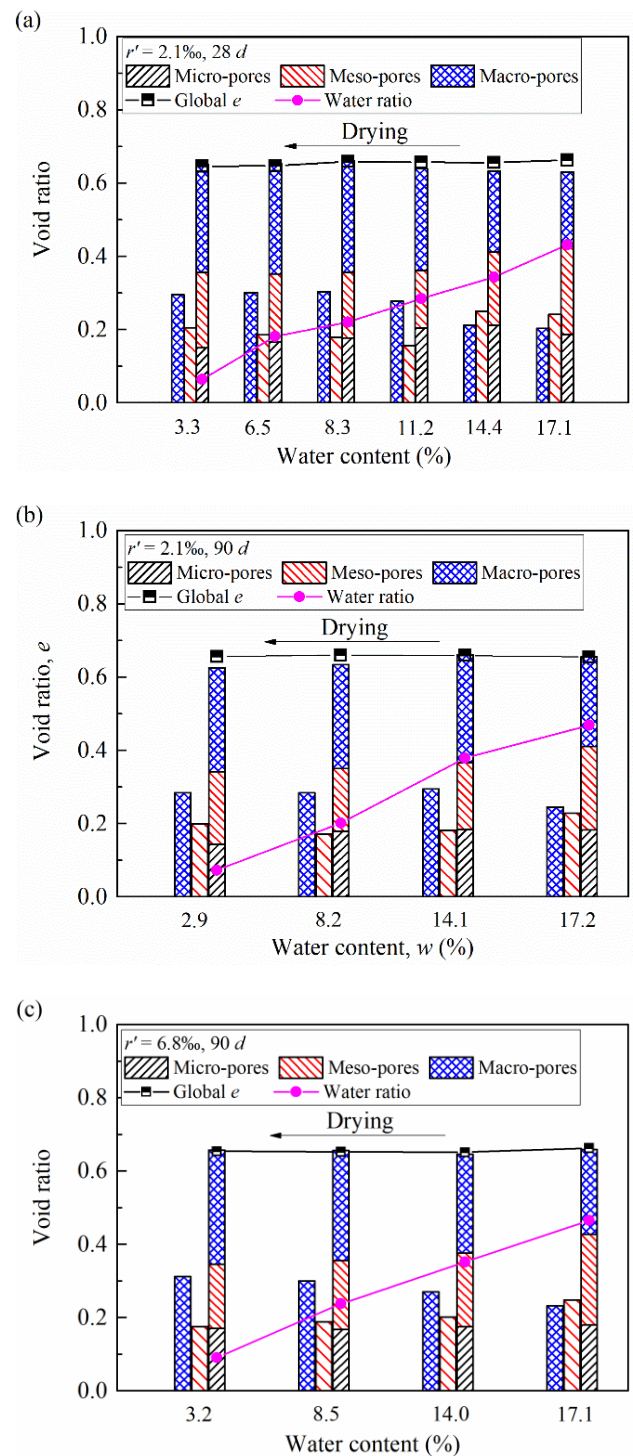 (a)
1.0
r' = 2.1‰, 28 d
Micro-pores Meso-pores Macro-pores
Global e Water ratio
0.8
Drying
0.6
Void ratio
0.4
0.2
0.0
3.3 6.5 8.3 11.2 14.4 17.1
Water content (%)
(b)
1.0
r' = 2.1‰, 90 d
Micro-pores Meso-pores Macro-pores
Global e Water ratio
0.8
Drying
0.6
Void ratio, e
0.4
0.2
0.0
2.9 8.2 14.1 17.2
Water content, w (%)
(c)
1.0
r' = 6.8‰, 90 d
Micro-pores Meso-pores Macro-pores
Global e Water ratio
0.8
Drying
0.6
Void ratio
0.4
0.2
0.0
3.2 8.5 14.0 17.1
Water content (%)